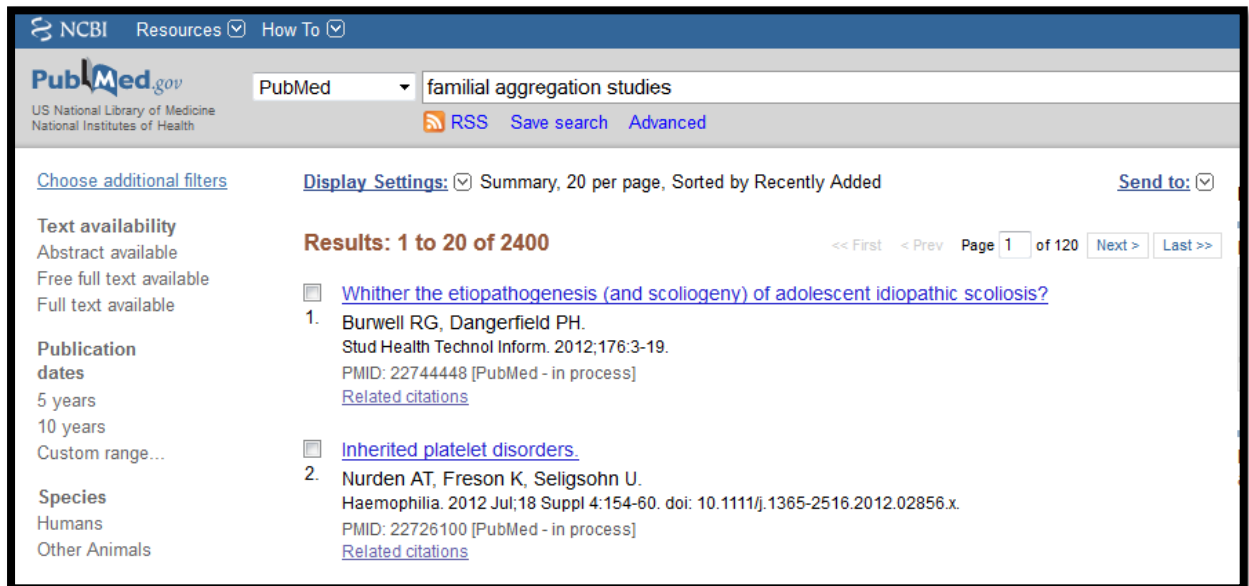 NCBI Resources How To
PubMed.gov
US National Library of Medicine
National Institutes of Health
PubMed
familial aggregation studies
RSS Save search Advanced
Choose additional filters
Text availability
Abstract available
Free full text available
Full text available
Publication
dates
5 years
10 years
Custom range...
Species
Humans
Other Animals
Display Settings: Summary, 20 per page, Sorted by Recently Added Send to:
Results: 1 to 20 of 2400 << First < Prev Page 1 of 120 Next > Last >>
Whither the etiopathogenesis (and scoliogeny) of adolescent idiopathic scoliosis?
1. Burwell RG, Dangerfield PH.
Stud Health Technol Inform. 2012;176:3-19.
PMID: 22744448 [PubMed - in process]
Related citations
Inherited platelet disorders.
2. Nurden AT, Freson K, Seligsohn U.
Haemophilia. 2012 Jul;18 Suppl 4:154-60. doi: 10.1111/j.1365-2516.2012.02856.x.
PMID: 22726100 [PubMed - in process]
Related citations